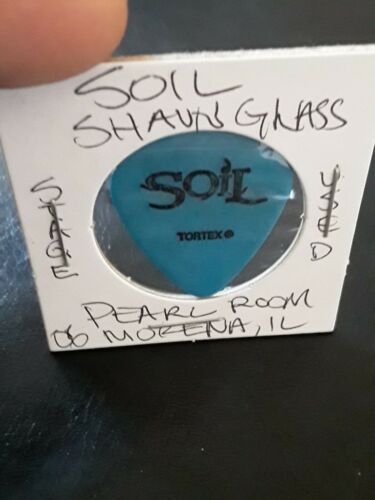 SOIL
SHAUN GLASS
STAGE
SOiL
TORTEX®
USED
PEARL ROOM
06 MOKENA, IL